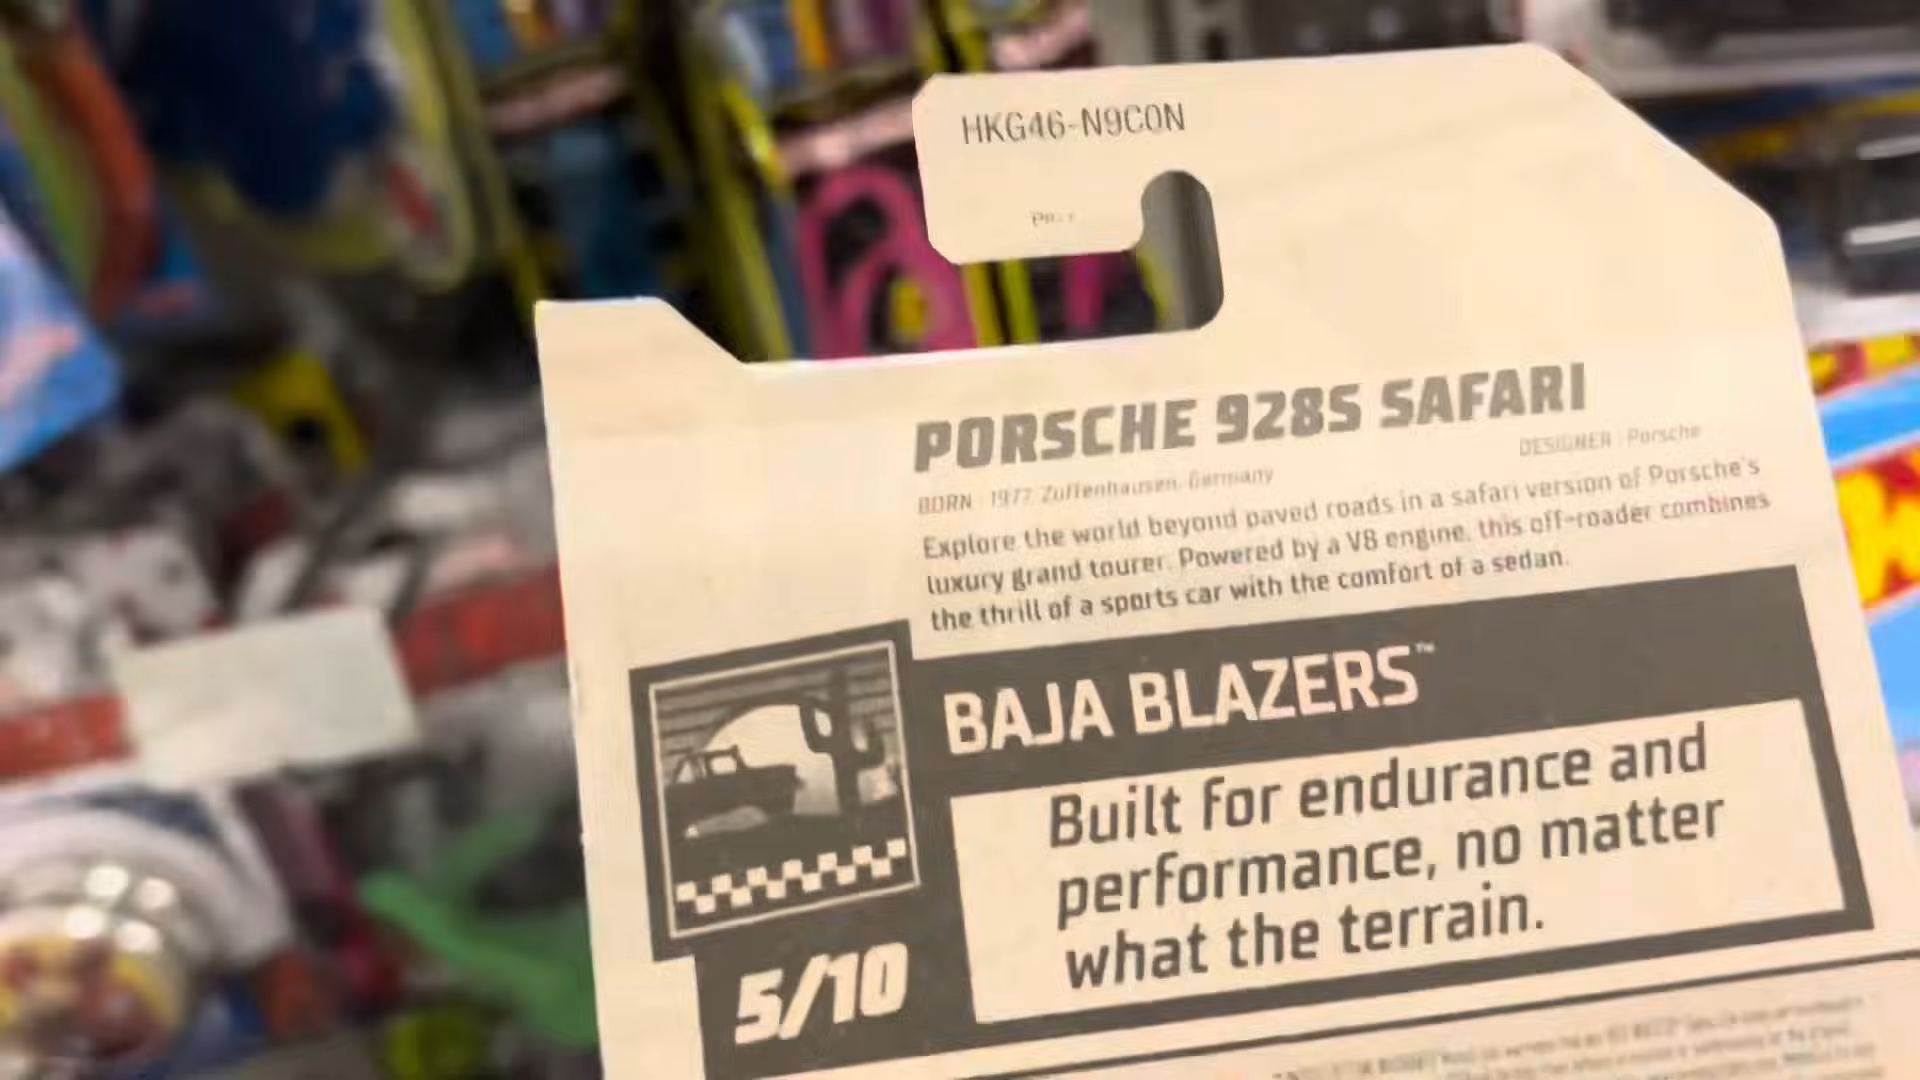 HKG46-N9C0N
PORSCHE 928S SAFARI
DESIGNER : Porsche
BORN : 1977, Zuffenhausen, Germany
Explore the world beyond paved roads in a safari version of Porsche's
luxury grand tourer. Powered by a V8 engine, this off-roader combines
the thrill of a sports car with the comfort of a sedan.
BAJA BLAZERS™
Built for endurance and
performance, no matter
what the terrain.
5/10